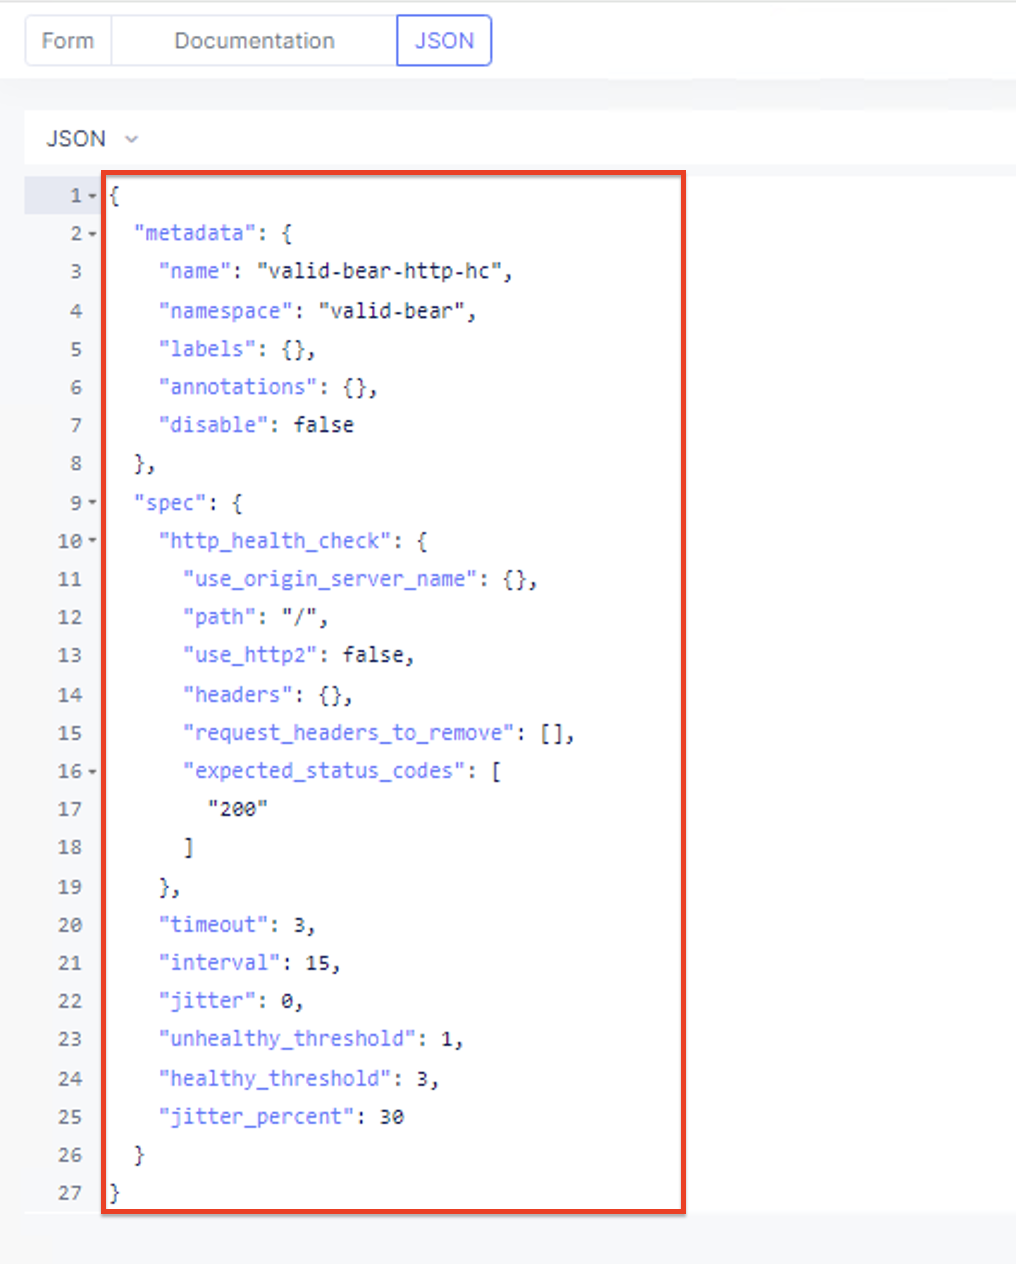 Form Documentation JSON
JSON
1 {
2 "metadata": {
3 "name": "valid-bear-http-hc",
4 "namespace": "valid-bear",
5 "labels": {},
6 "annotations": {},
7 "disable": false
8 },
9 "spec": {
10 "http_health_check": {
11 "use_origin_server_name": {},
12 "path": "/",
13 "use_http2": false,
14 "headers": {},
15 "request_headers_to_remove": [],
16 "expected_status_codes": [
17 "200"
18 ]
19 },
20 "timeout": 3,
21 "interval": 15,
22 "jitter": 0,
23 "unhealthy_threshold": 1,
24 "healthy_threshold": 3,
25 "jitter_percent": 30
26 }
27 }